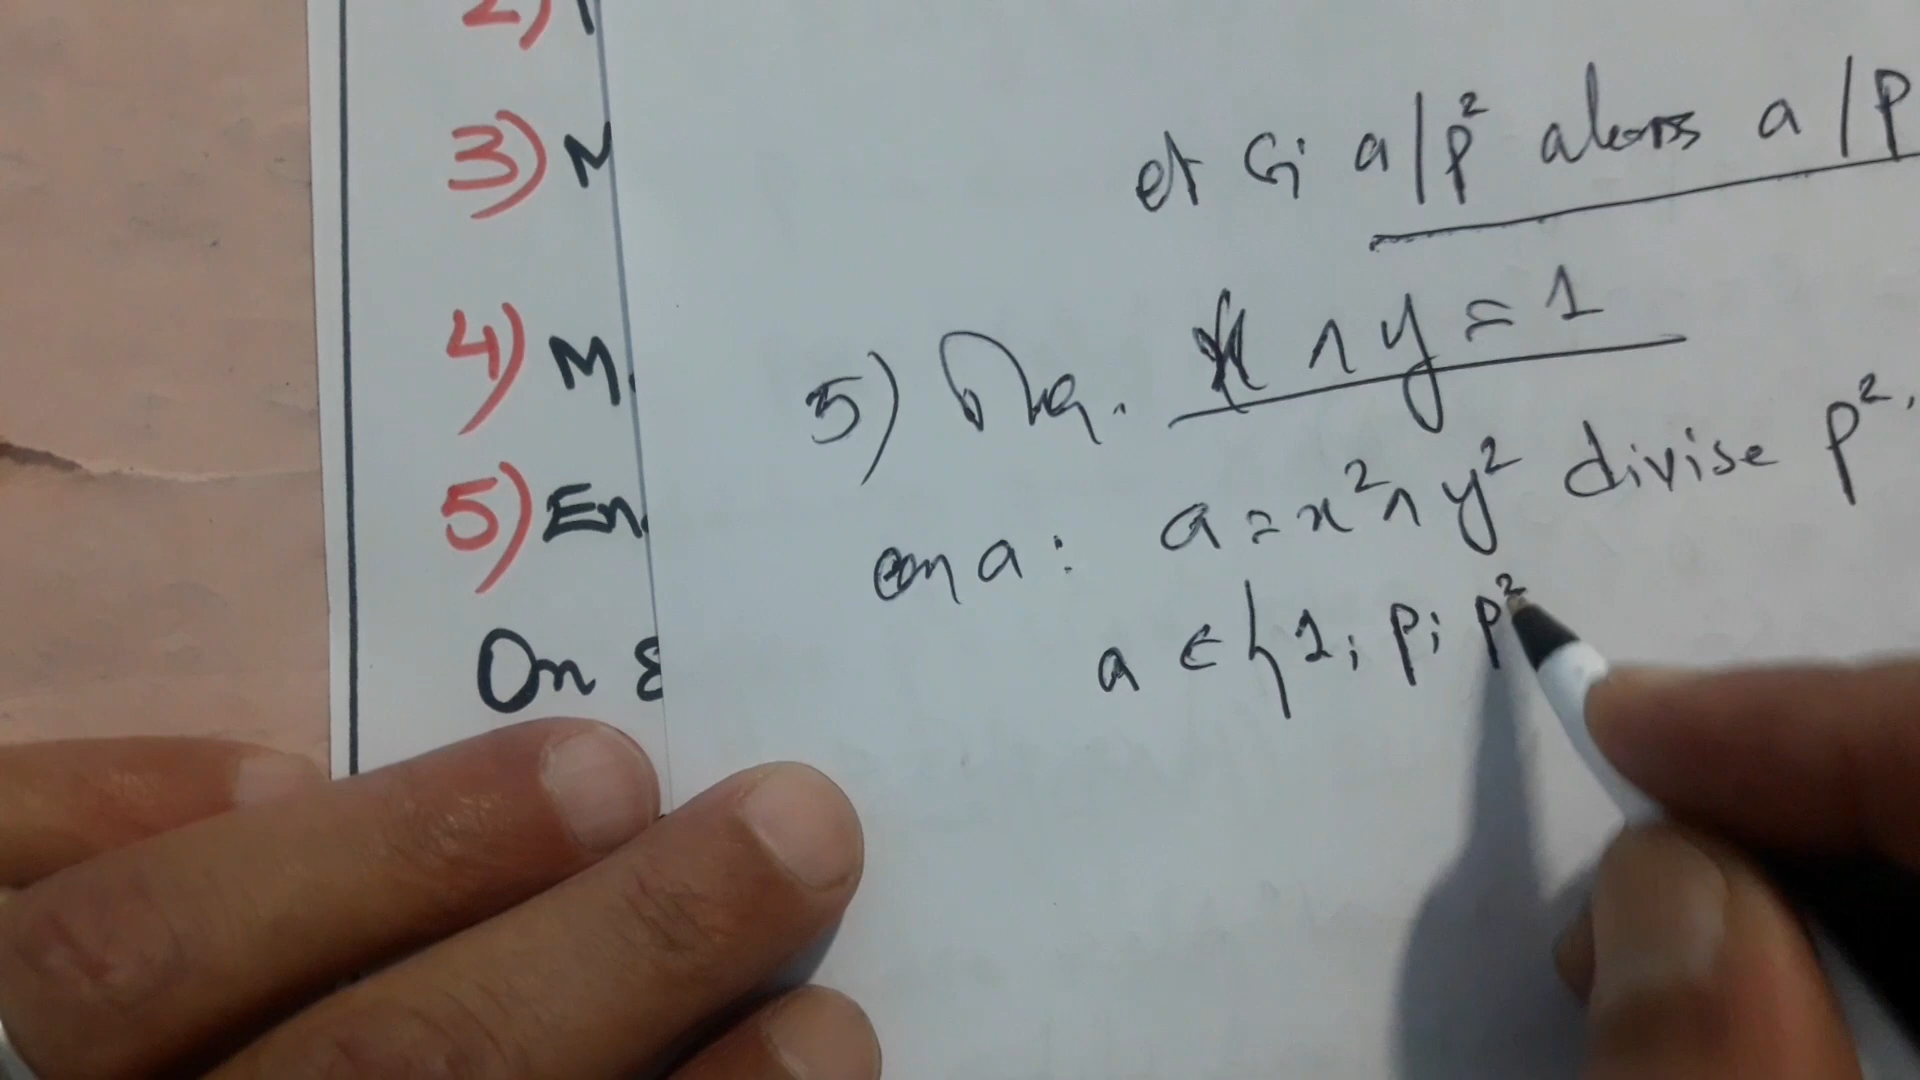 2)
3) M
4) M.
5) En
On
et Si a/p² alors a/p
5) Mq. x ∧ y = 1
on a : a = x² ∧ y² divise p².
a ∈ { 1 ; p ; p²